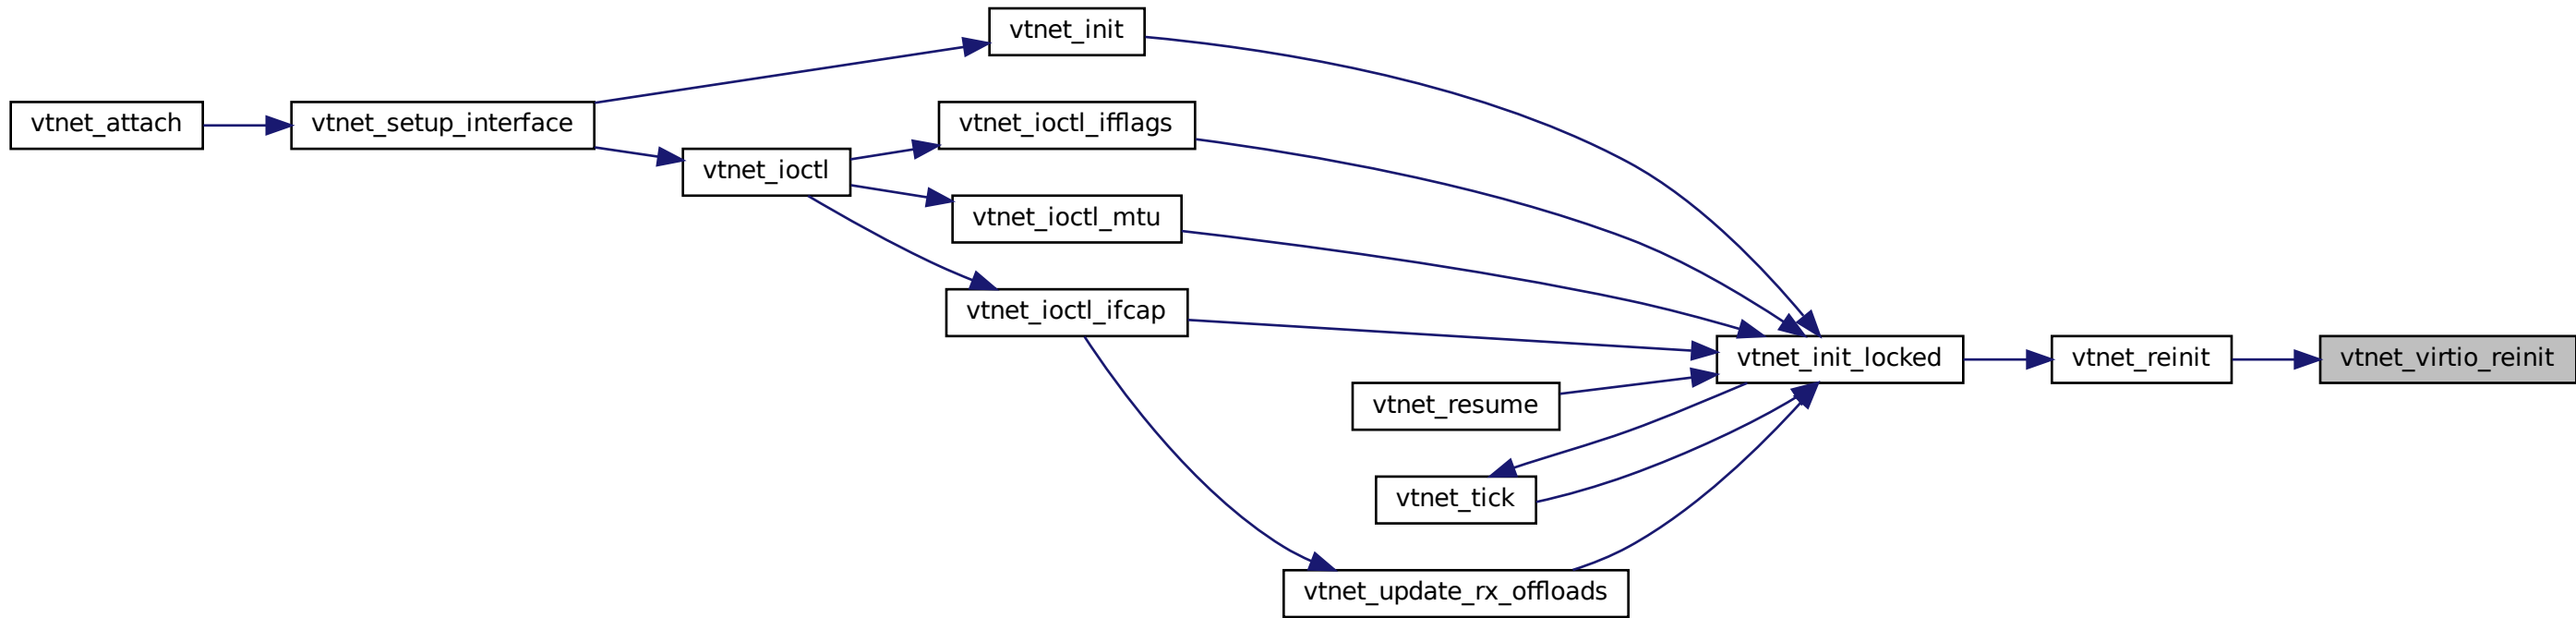 vtnet_init
vtnet_attach
vtnet_setup_interface
vtnet_ioctl_ifflags
vtnet_ioctl
vtnet_ioctl_mtu
vtnet_ioctl_ifcap
vtnet_init_locked
vtnet_reinit
vtnet_virtio_reinit
vtnet_resume
vtnet_tick
vtnet_update_rx_offloads